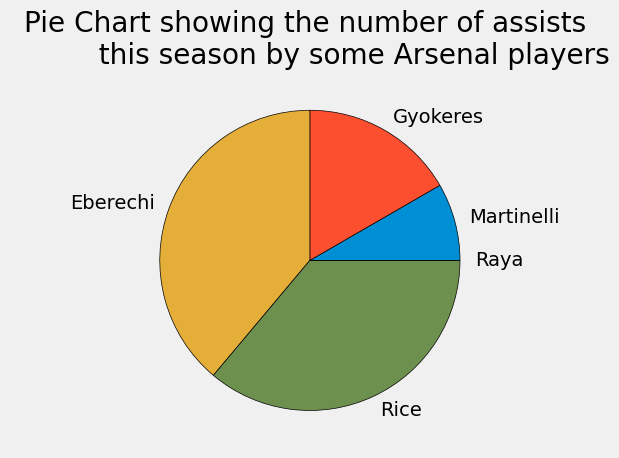 Pie Chart showing the number of assists
this season by some Arsenal players
Gyokeres
Eberechi
Martinelli
Raya
Rice